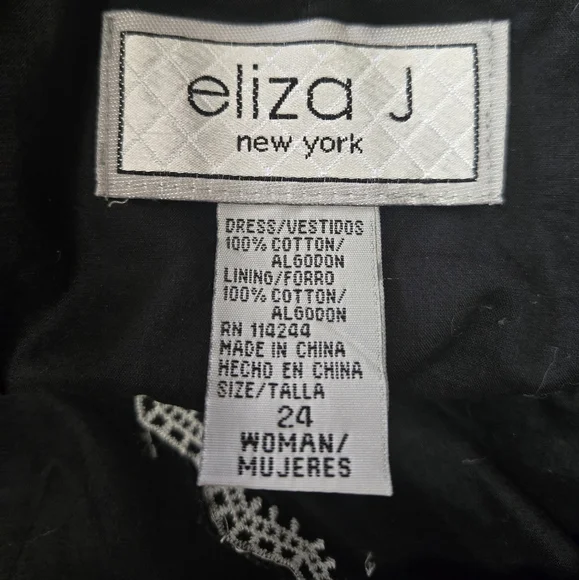 eliza J
new york
DRESS/VESTIDOS
100% COTTON/
ALGODON
LINING/FORRO
100% COTTON/
ALGODON
RN 114244
MADE IN CHINA
HECHO EN CHINA
SIZE/TALLA
24
WOMAN/
MUJERES